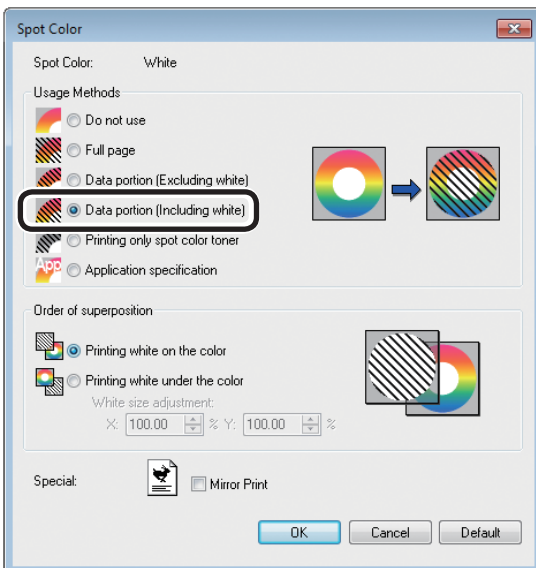 Spot Color
Spot Color: White
Usage Methods
Do not use
Full page
Data portion (Excluding white)
Data portion (Including white)
Printing only spot color toner
App Application specification
Order of superposition
Printing white on the color
Printing white under the color
White size adjustment:
X: 100.00 % Y: 100.00 %
Special: Mirror Print
OK Cancel Default